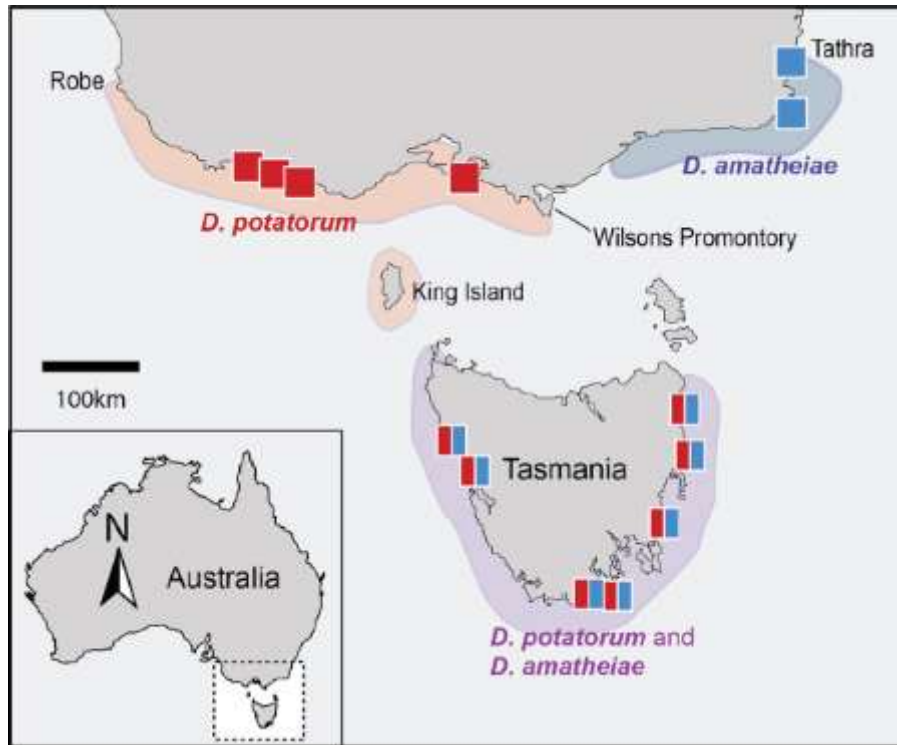 Robe
Tathra
D. amatheiae
D. potatorum
Wilsons Promontory
King Island
100km
Tasmania
N
Australia
D. potatorum and
D. amatheiae